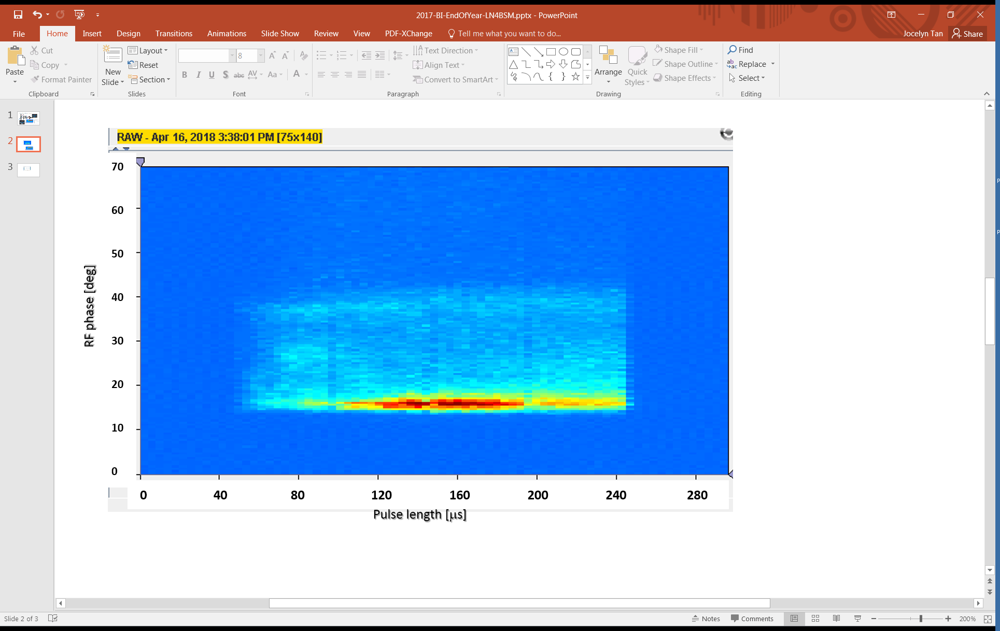 2017-BI-EndOfYear-LN4BSM.pptx - PowerPoint
File Home Insert Design Transitions Animations Slide Show Review View PDF-XChange Tell me what you want to do... Jocelyn Tan Share
Paste
Cut
Copy
Format Painter
Clipboard
New
Slide
Layout
Reset
Section
Slides
8
B I U S abc AV Aa A
Font
Text Direction
Align Text
Convert to SmartArt
Paragraph
Arrange
Quick
Styles
Shape Fill
Shape Outline
Shape Effects
Drawing
Find
Replace
Select
Editing
1
2
3
RAW - Apr 16, 2018 3:38:01 PM [75x140]
RF phase [deg]
70
60
50
40
30
20
10
0
0 40 80 120 160 200 240 280
Pulse length [μs]
Slide 2 of 3 Notes Comments 200%